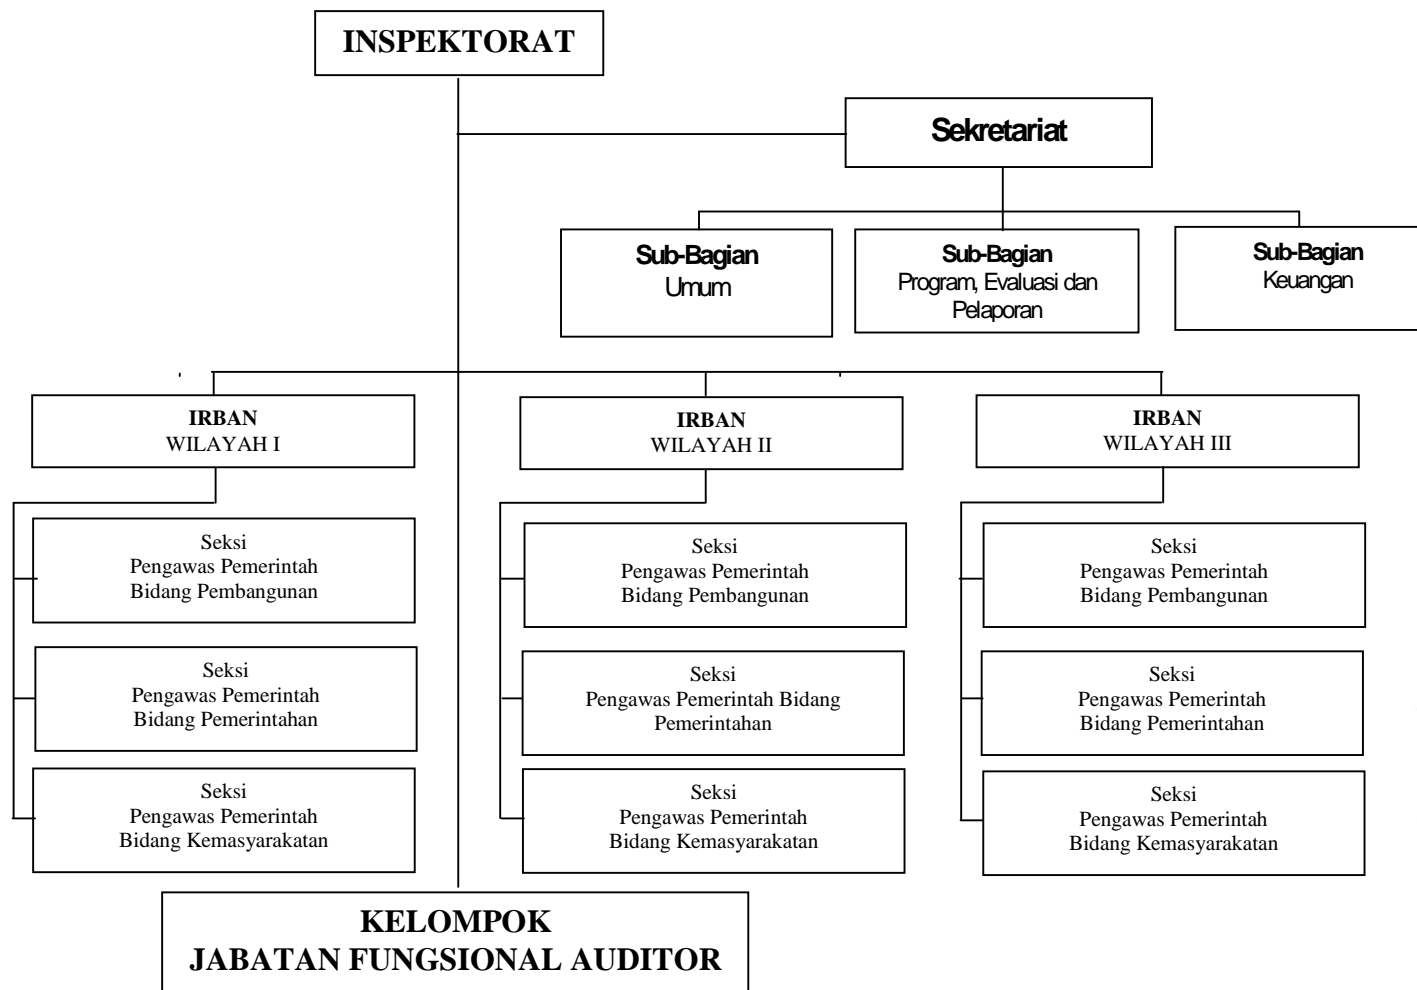 INSPEKTORAT
Sekretariat
Sub-Bagian
Umum
Sub-Bagian
Program, Evaluasi dan
Pelaporan
Sub-Bagian
Keuangan
IRBAN
WILAYAH I
IRBAN
WILAYAH II
IRBAN
WILAYAH III
Seksi
Pengawas Pemerintah
Bidang Pembangunan
Seksi
Pengawas Pemerintah
Bidang Pembangunan
Seksi
Pengawas Pemerintah
Bidang Pembangunan
Seksi
Pengawas Pemerintah
Bidang Pemerintahan
Seksi
Pengawas Pemerintah Bidang
Pemerintahan
Seksi
Pengawas Pemerintah
Bidang Pemerintahan
Seksi
Pengawas Pemerintah
Bidang Kemasyarakatan
Seksi
Pengawas Pemerintah
Bidang Kemasyarakatan
Seksi
Pengawas Pemerintah
Bidang Kemasyarakatan
KELOMPOK
JABATAN FUNGSIONAL AUDITOR